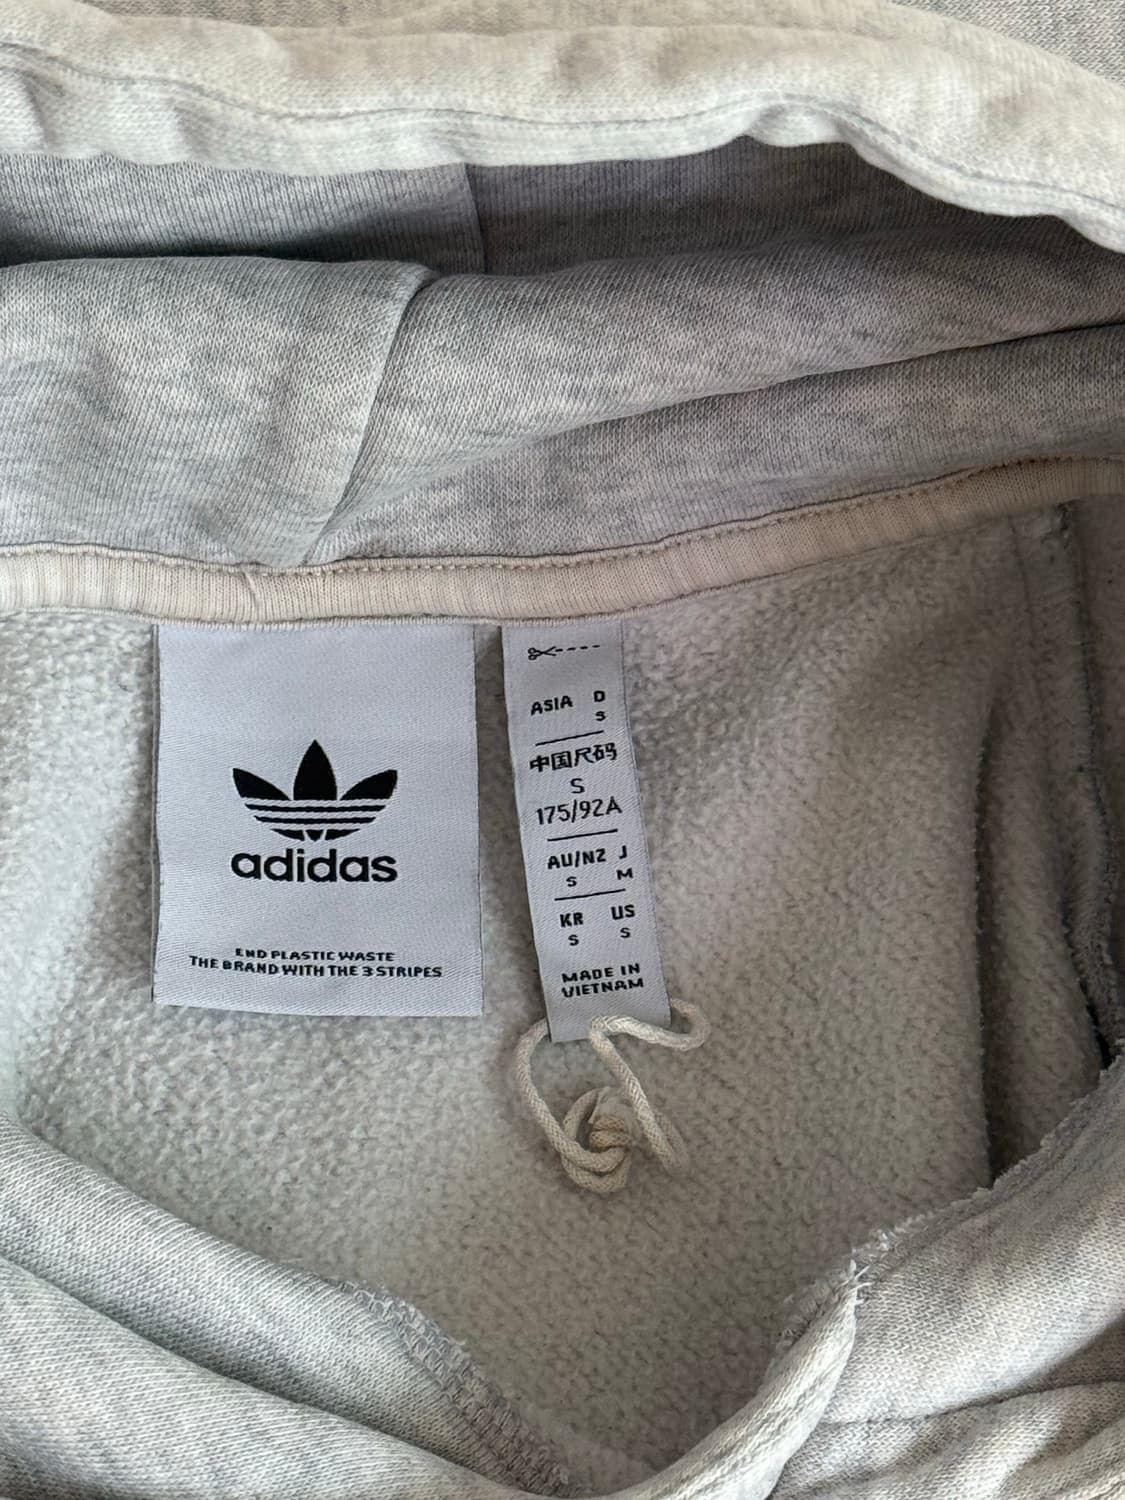 adidas
END PLASTIC WASTE
THE BRAND WITH THE 3 STRIPES
ASIA D
S
中国尺码
S
175/92A
AU/NZ J
S M
KR US
S S
MADE IN
VIETNAM